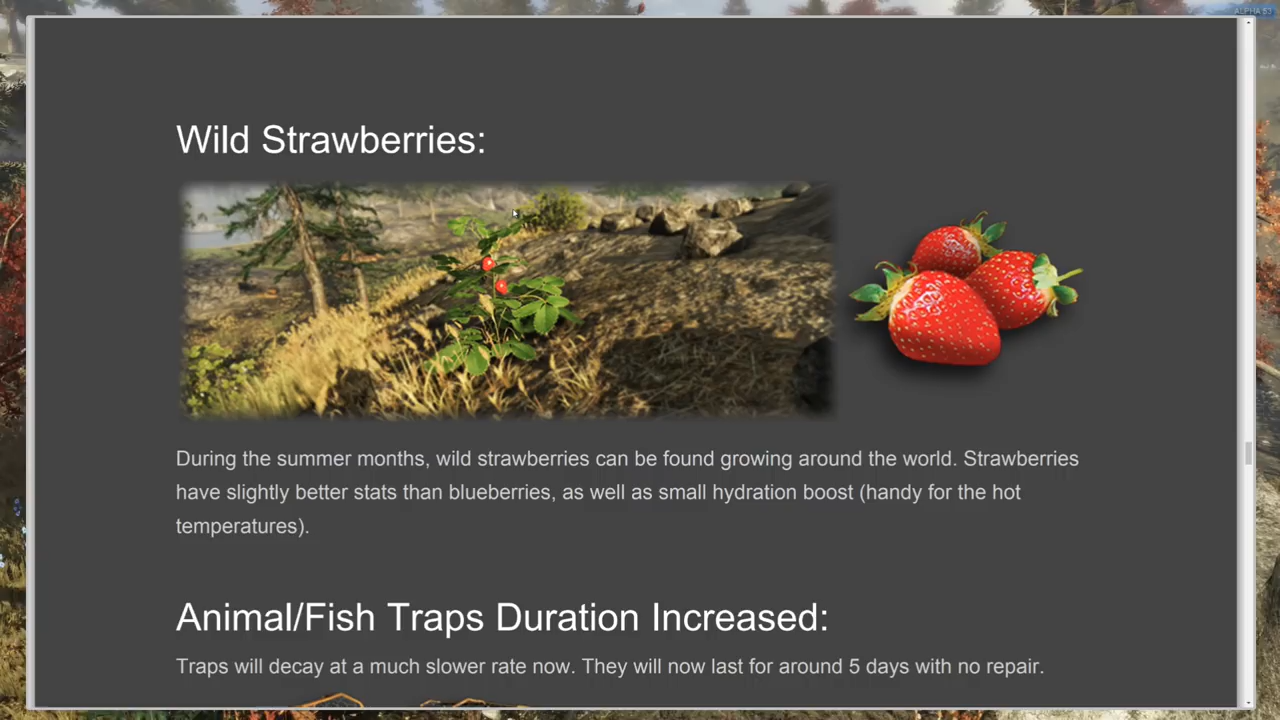 ALPHA 53
Wild Strawberries:
During the summer months, wild strawberries can be found growing around the world. Strawberries
have slightly better stats than blueberries, as well as small hydration boost (handy for the hot
temperatures).
Animal/Fish Traps Duration Increased:
Traps will decay at a much slower rate now. They will now last for around 5 days with no repair.